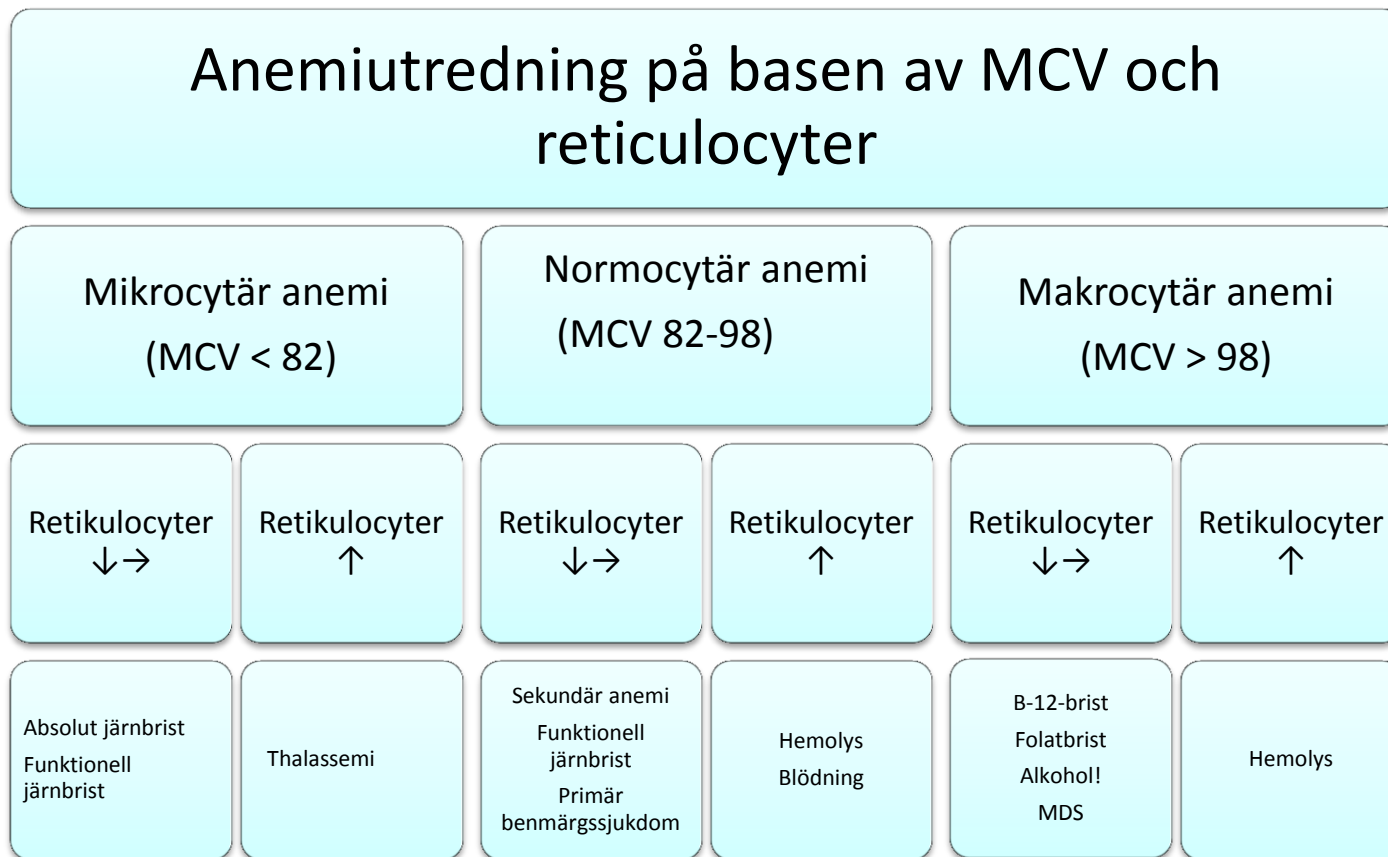 Anemiutredning på basen av MCV och
reticulocyter
Mikrocytär anemi
(MCV < 82)
Normocytär anemi
(MCV 82-98)
Makrocytär anemi
(MCV > 98)
Retikulocyter
↓→
Retikulocyter
↑
Retikulocyter
↓→
Retikulocyter
↑
Retikulocyter
↓→
Retikulocyter
↑
Absolut järnbrist
Funktionell
järnbrist
Thalassemi
Sekundär anemi
Funktionell
järnbrist
Primär
benmärgssjukdom
Hemolys
Blödning
B-12-brist
Folatbrist
Alkohol!
MDS
Hemolys